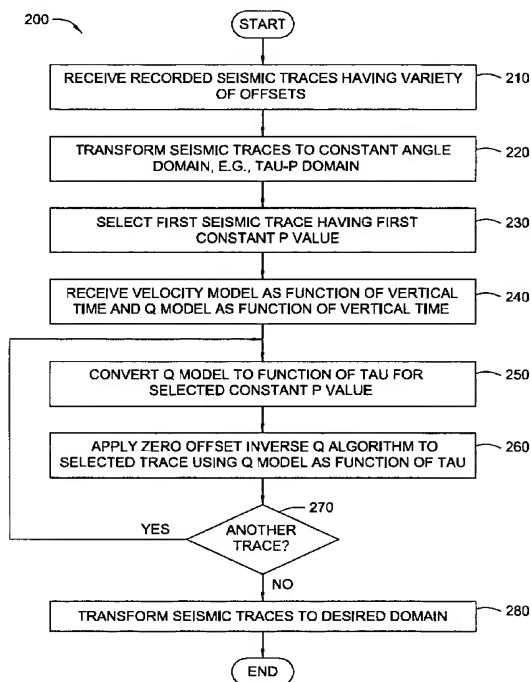 200
START
RECEIVE RECORDED SEISMIC TRACES HAVING VARIETY
OF OFFSETS
210
TRANSFORM SEISMIC TRACES TO CONSTANT ANGLE
DOMAIN, E.G., TAU-P DOMAIN
220
SELECT FIRST SEISMIC TRACE HAVING FIRST
CONSTANT P VALUE
230
RECEIVE VELOCITY MODEL AS FUNCTION OF VERTICAL
TIME AND Q MODEL AS FUNCTION OF VERTICAL TIME
240
CONVERT Q MODEL TO FUNCTION OF TAU FOR
SELECTED CONSTANT P VALUE
250
APPLY ZERO OFFSET INVERSE Q ALGORITHM TO
SELECTED TRACE USING Q MODEL AS FUNCTION OF TAU
260
270
YES
ANOTHER
TRACE?
NO
TRANSFORM SEISMIC TRACES TO DESIRED DOMAIN
280
END